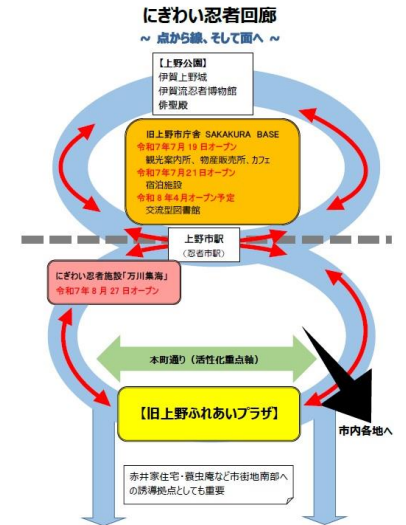 にぎわい忍者回廊
~ 点から線、そして面へ ~
【上野公園】
伊賀上野城
伊賀流忍者博物館
俳聖殿
旧上野市庁舎 SAKAKURA BASE
令和7年7月19日オープン
観光案内所、物産販売所、カフェ
令和7年7月21日オープン
宿泊施設
令和8年4月オープン予定
交流型図書館
上野市駅
(忍者市駅)
にぎわい忍者施設「万川集海」
令和7年8月27日オープン
本町通り(活性化重点軸)
【旧上野ふれあいプラザ】
市内各地へ
赤井家住宅・蓑虫庵など市街地南部へ
の誘導拠点としても重要